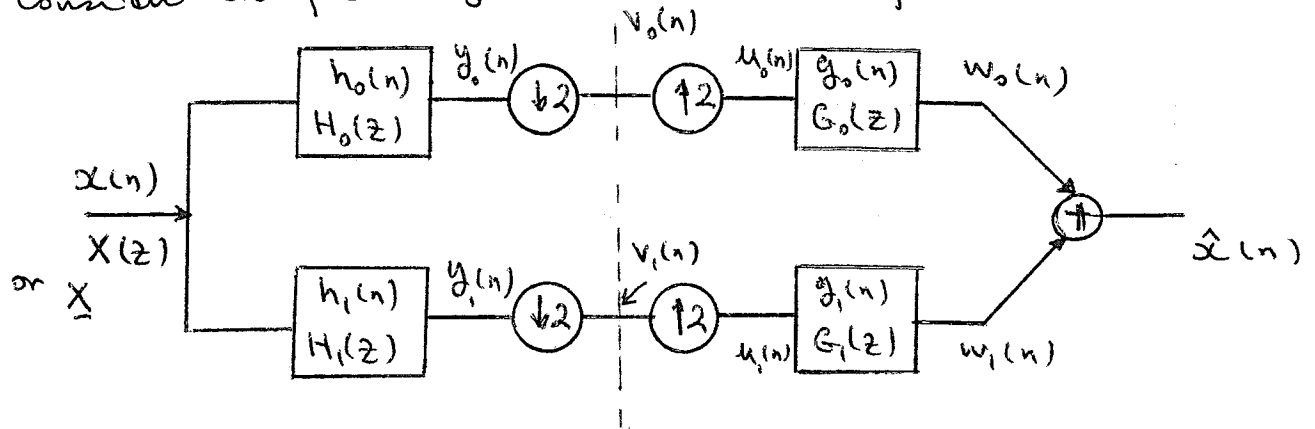 v₀(n)
h₀(n)
H₀(z)
y₀(n)
↓2
↑2
u₀(n)
g₀(n)
G₀(z)
w₀(n)
x(n)
X(z)
or X
+
x̂(n)
h₁(n)
H₁(z)
y₁(n)
↓2
v₁(n)
↑2
u₁(n)
g₁(n)
G₁(z)
w₁(n)